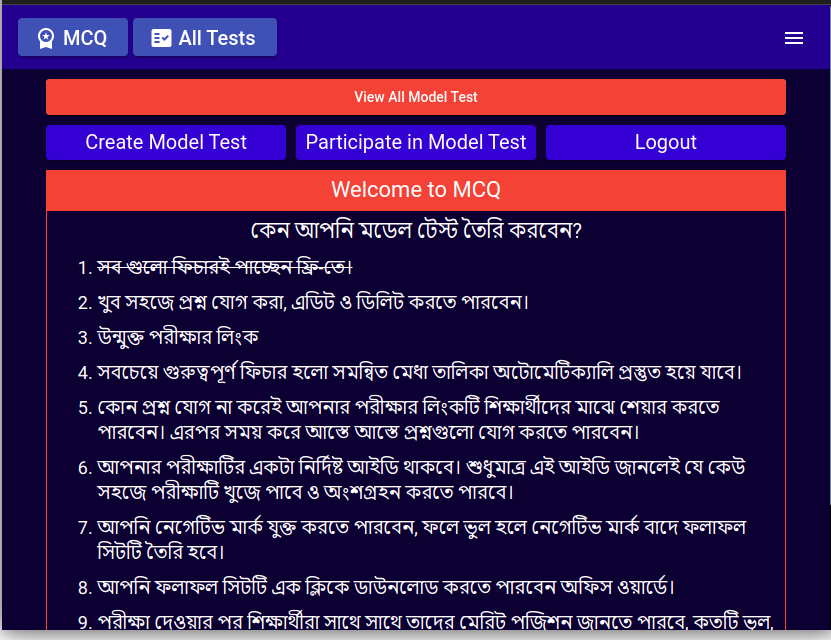 MCQ
All Tests
View All Model Test
Create Model Test
Participate in Model Test
Logout
Welcome to MCQ
কেন আপনি মডেল টেস্ট তৈরি করবেন?
1. সব গুলো ফিচারই পাচ্ছেন ফ্রি-তে।
2. খুব সহজে প্রশ্ন যোগ করা, এডিট ও ডিলিট করতে পারবেন।
3. উন্মুক্ত পরীক্ষার লিংক
4. সবচেয়ে গুরুত্বপূর্ণ ফিচার হলো সমন্বিত মেধা তালিকা অটোমেটিক্যালি প্রস্তুত হয়ে যাবে।
5. কোন প্রশ্ন যোগ না করেই আপনার পরীক্ষার লিংকটি শিক্ষার্থীদের মাঝে শেয়ার করতে
পারবেন। এরপর সময় করে আস্তে আস্তে প্রশ্নগুলো যোগ করতে পারবেন।
6. আপনার পরীক্ষাটির একটা নির্দিষ্ট আইডি থাকবে। শুধুমাত্র এই আইডি জানলেই যে কেউ
সহজে পরীক্ষাটি খুজে পাবে ও অংশগ্রহন করতে পারবে।
7. আপনি নেগেটিভ মার্ক যুক্ত করতে পারবেন, ফলে ভুল হলে নেগেটিভ মার্ক বাদে ফলাফল
সিটটি তৈরি হবে।
8. আপনি ফলাফল সিটটি এক ক্লিকে ডাউনলোড করতে পারবেন অফিস ওয়ার্ডে।
9. পরীক্ষা দেওয়ার পর শিক্ষার্থীরা সাথে সাথে তাদের মেরিট পজিশন জানতে পারবে, কতটি ভুল,